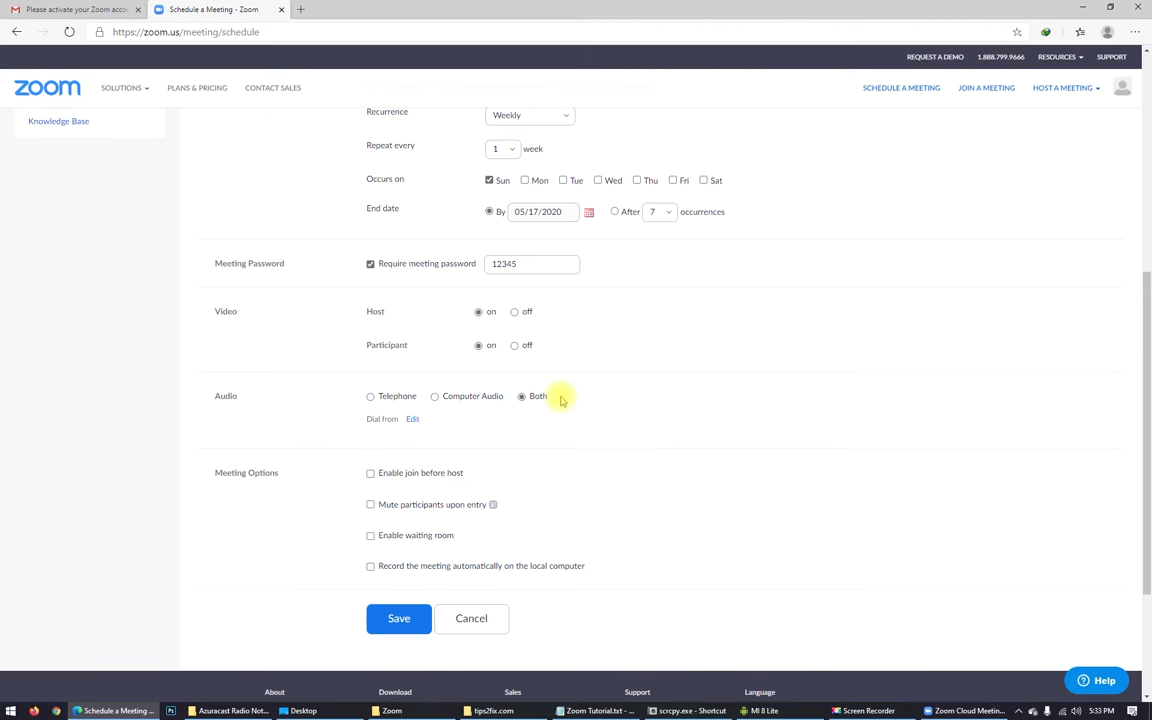 Please activate your Zoom accou
Schedule a Meeting - Zoom
https://zoom.us/meeting/schedule
REQUEST A DEMO 1.888.799.9666 RESOURCES SUPPORT
zoom SOLUTIONS PLANS & PRICING CONTACT SALES SCHEDULE A MEETING JOIN A MEETING HOST A MEETING
Knowledge Base
Recurrence Weekly
Repeat every 1 week
Occurs on Sun Mon Tue Wed Thu Fri Sat
End date By 05/17/2020 After 7 occurrences
Meeting Password Require meeting password 12345
Video Host on off
Participant on off
Audio Telephone Computer Audio Both
Dial from Edit
Meeting Options Enable join before host
Mute participants upon entry
Enable waiting room
Record the meeting automatically on the local computer
Save Cancel
Help
About Download Sales Support Language
Schedule a Meeting ... Azuracast Radio Not... Desktop Zoom tips2fix.com Zoom Tutorial.txt - ... scrcpy.exe - Shortcut MI 8 Lite Screen Recorder Zoom Cloud Meetin... 5:33 PM